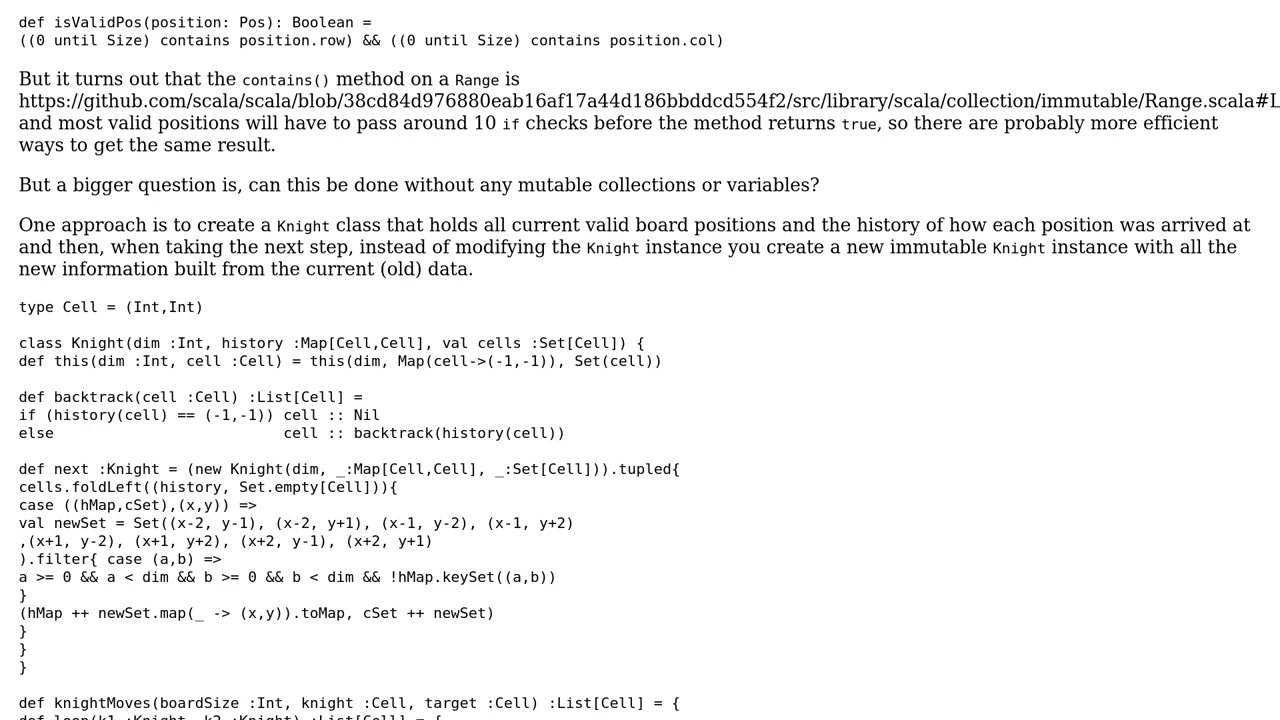 def isValidPos(position: Pos): Boolean =
((0 until Size) contains position.row) && ((0 until Size) contains position.col)
But it turns out that the contains() method on a Range is
https://github.com/scala/scala/blob/38cd84d976880eab16af17a44d186bbddcd554f2/src/library/scala/collection/immutable/Range.scala#L
and most valid positions will have to pass around 10 if checks before the method returns true, so there are probably more efficient
ways to get the same result.
But a bigger question is, can this be done without any mutable collections or variables?
One approach is to create a Knight class that holds all current valid board positions and the history of how each position was arrived at
and then, when taking the next step, instead of modifying the Knight instance you create a new immutable Knight instance with all the
new information built from the current (old) data.
type Cell = (Int,Int)
class Knight(dim :Int, history :Map[Cell,Cell], val cells :Set[Cell]) {
def this(dim :Int, cell :Cell) = this(dim, Map(cell->(-1,-1)), Set(cell))
def backtrack(cell :Cell) :List[Cell] =
if (history(cell) == (-1,-1)) cell :: Nil
else                          cell :: backtrack(history(cell))
def next :Knight = (new Knight(dim, _:Map[Cell,Cell], _:Set[Cell])).tupled{
cells.foldLeft((history, Set.empty[Cell])){
case ((hMap,cSet),(x,y)) =>
val newSet = Set((x-2, y-1), (x-2, y+1), (x-1, y-2), (x-1, y+2)
,(x+1, y-2), (x+1, y+2), (x+2, y-1), (x+2, y+1)
).filter{ case (a,b) =>
a >= 0 && a < dim && b >= 0 && b < dim && !hMap.keySet((a,b))
}
(hMap ++ newSet.map(_ -> (x,y)).toMap, cSet ++ newSet)
}
}
}
def knightMoves(boardSize :Int, knight :Cell, target :Cell) :List[Cell] = {
def loop(k1 :Knight, k2 :Knight) :List[Cell] = {